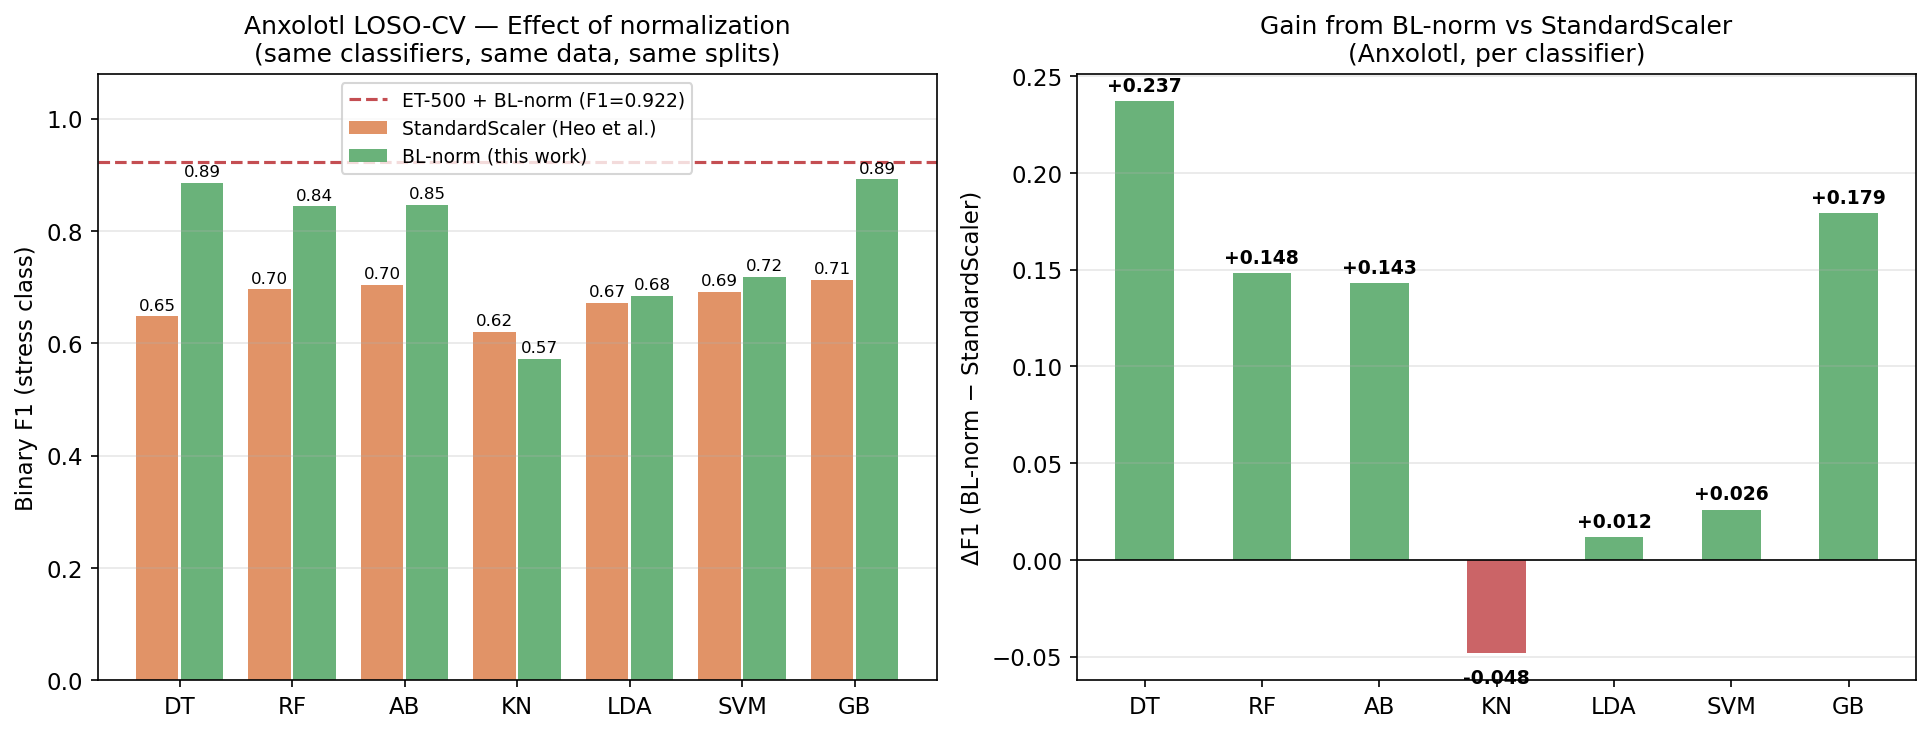 Anxolotl LOSO-CV — Effect of normalization
(same classifiers, same data, same splits)
Binary F1 (stress class)
1.0
0.8
0.6
0.4
0.2
0.0
ET-500 + BL-norm (F1=0.922)
StandardScaler (Heo et al.)
BL-norm (this work)
0.65
0.89
0.70
0.84
0.70
0.85
0.62
0.57
0.67
0.68
0.69
0.72
0.71
0.89
DT
RF
AB
KN
LDA
SVM
GB
Gain from BL-norm vs StandardScaler
(Anxolotl, per classifier)
ΔF1 (BL-norm − StandardScaler)
0.25
0.20
0.15
0.10
0.05
0.00
−0.05
+0.237
+0.148
+0.143
-0.048
+0.012
+0.026
+0.179
DT
RF
AB
KN
LDA
SVM
GB